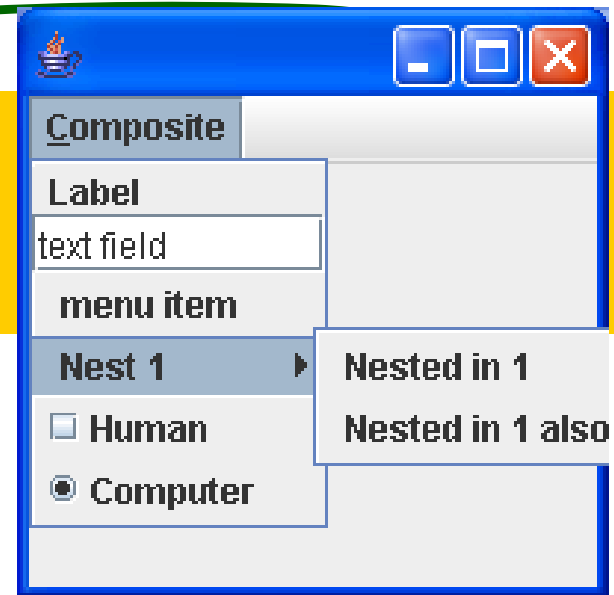 Composite
Label
text field
menu item
Nest 1
Nested in 1
Human
Nested in 1 also
Computer